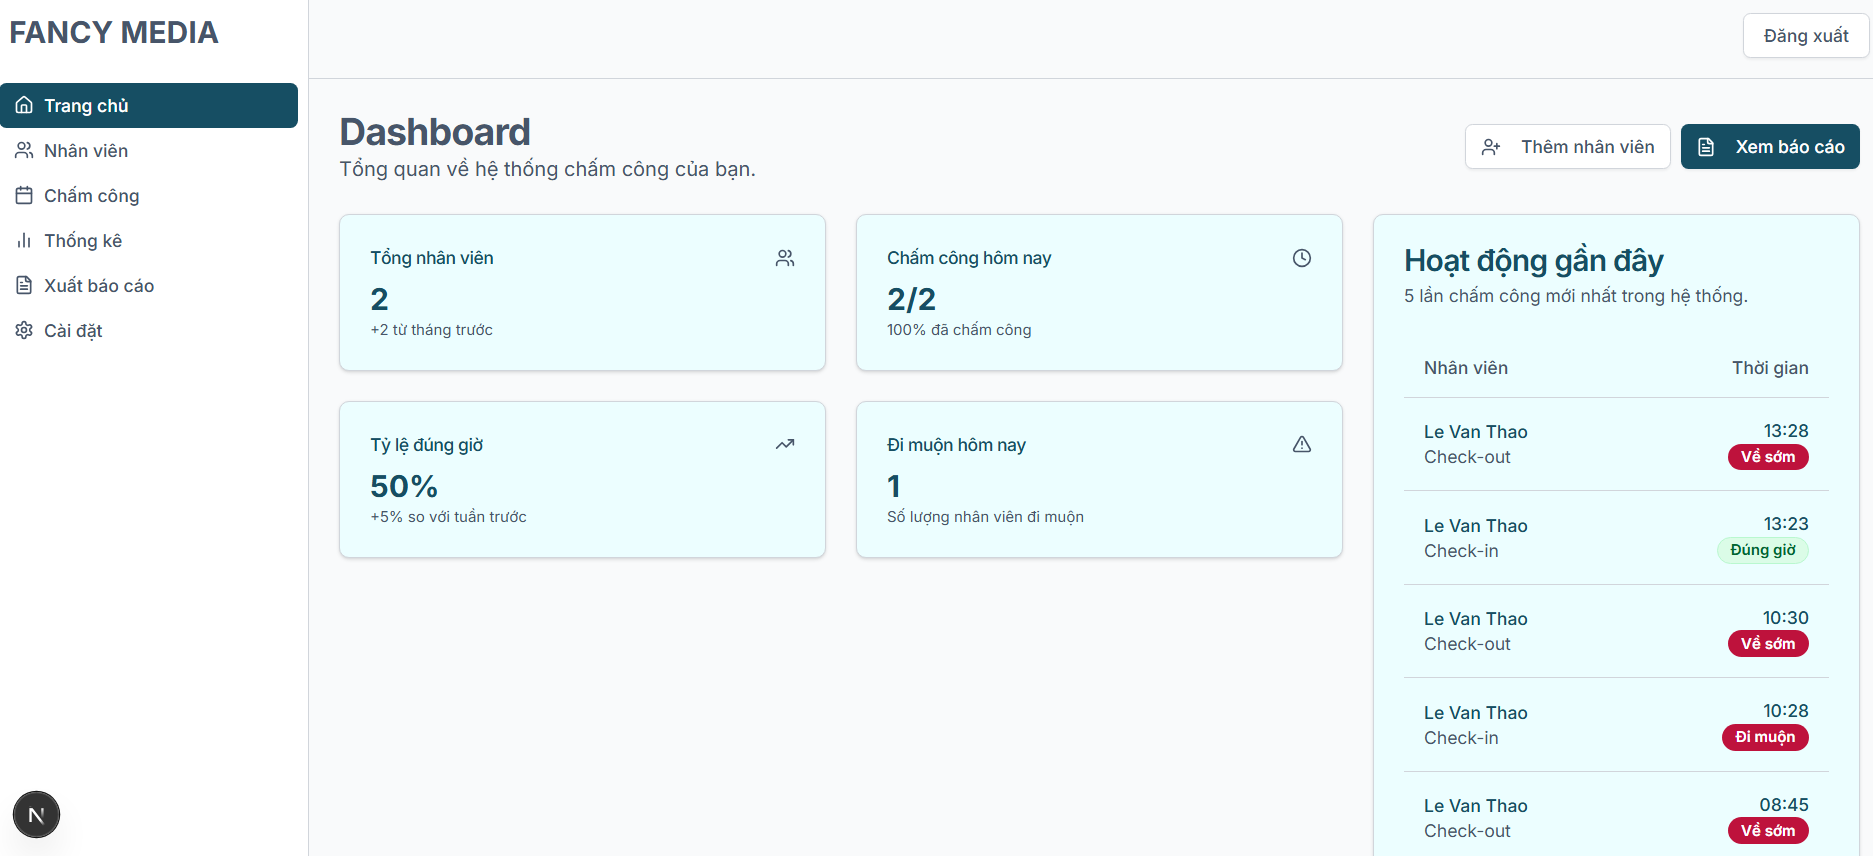 FANCY MEDIA
Trang chủ
Nhân viên
Chấm công
Thống kê
Xuất báo cáo
Cài đặt
N
Đăng xuất
Dashboard
Tổng quan về hệ thống chấm công của bạn.
Thêm nhân viên
Xem báo cáo
Tổng nhân viên
2
+2 từ tháng trước
Chấm công hôm nay
2/2
100% đã chấm công
Tỷ lệ đúng giờ
50%
+5% so với tuần trước
Đi muộn hôm nay
1
Số lượng nhân viên đi muộn
Hoạt động gần đây
5 lần chấm công mới nhất trong hệ thống.
Nhân viên Thời gian
Le Van Thao 13:28
Check-out Về sớm
Le Van Thao 13:23
Check-in Đúng giờ
Le Van Thao 10:30
Check-out Về sớm
Le Van Thao 10:28
Check-in Đi muộn
Le Van Thao 08:45
Check-out Về sớm